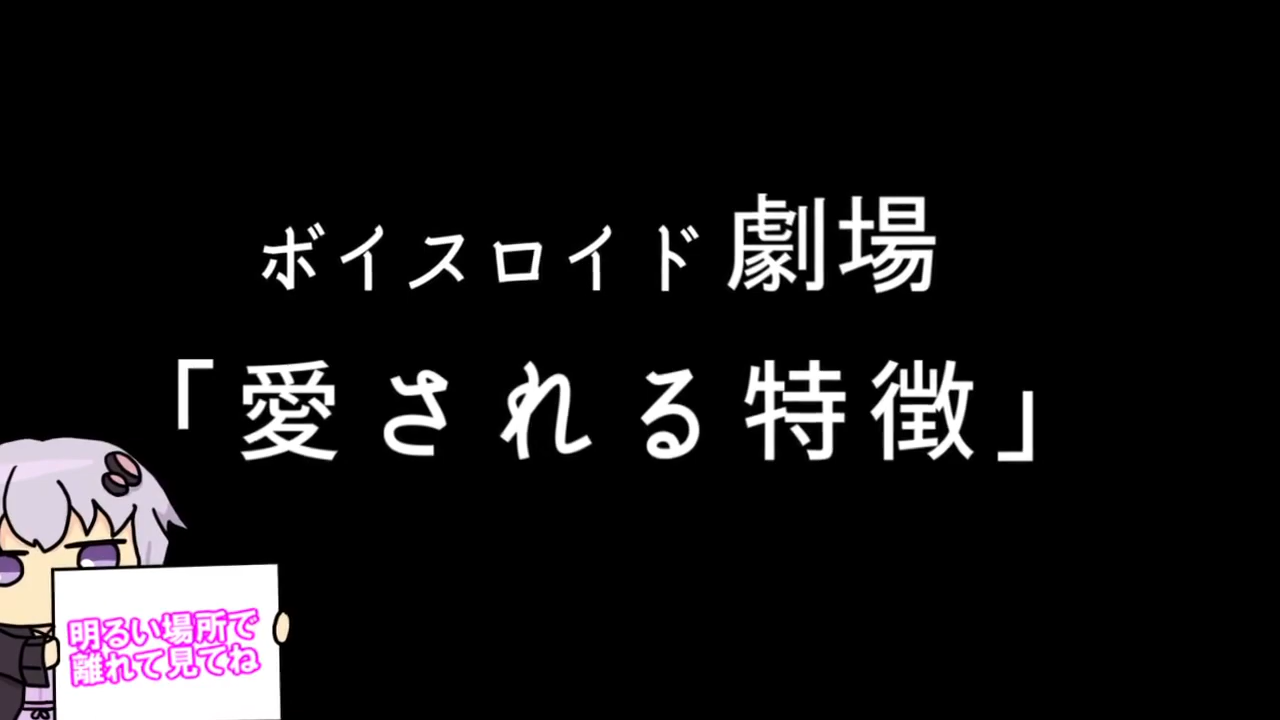 ボイスロイド劇場
「愛される特徴」
明るい場所で
離れて見てね